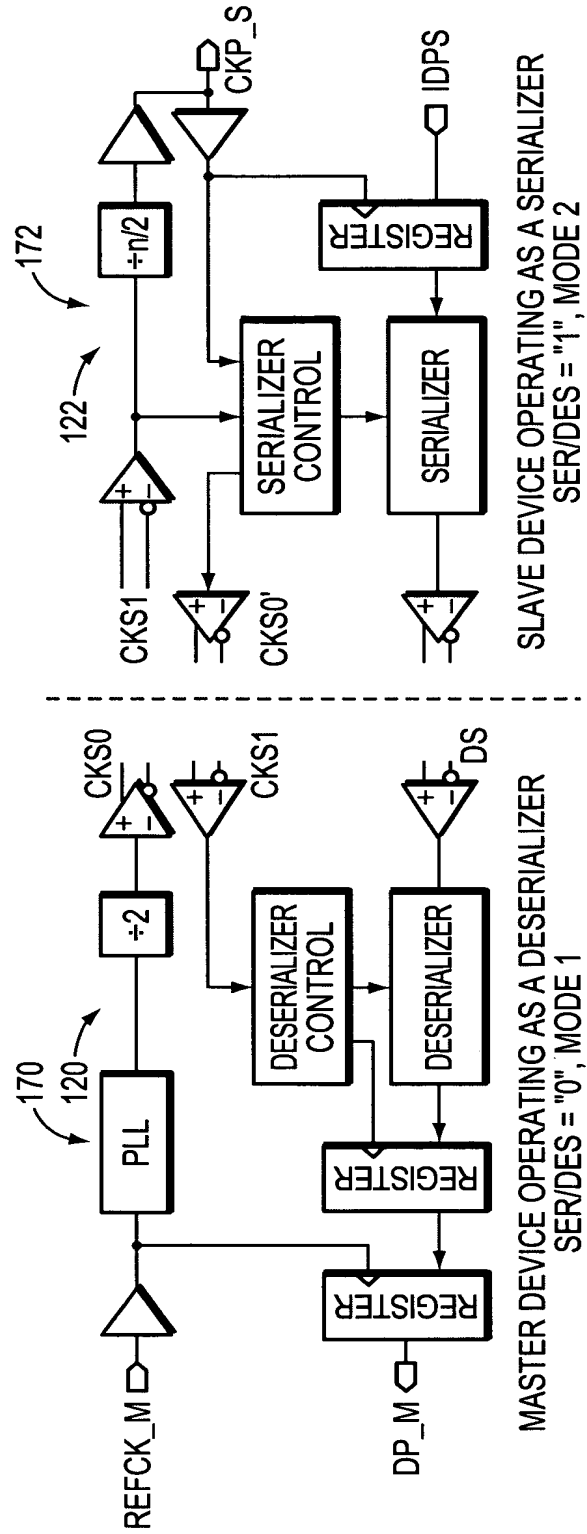 REFCK_M
170
120
PLL
÷2
CKS0
CKS1
DESERIALIZER
CONTROL
DESERIALIZER
DS
REGISTER
REGISTER
DP_M
MASTER DEVICE OPERATING AS A DESERIALIZER
SER/DES = "0", MODE 1
172
122
CKS1
÷n/2
CKP_S
CKS0'
SERIALIZER
CONTROL
SERIALIZER
REGISTER
IDPS
SLAVE DEVICE OPERATING AS A SERIALIZER
SER/DES = "1", MODE 2